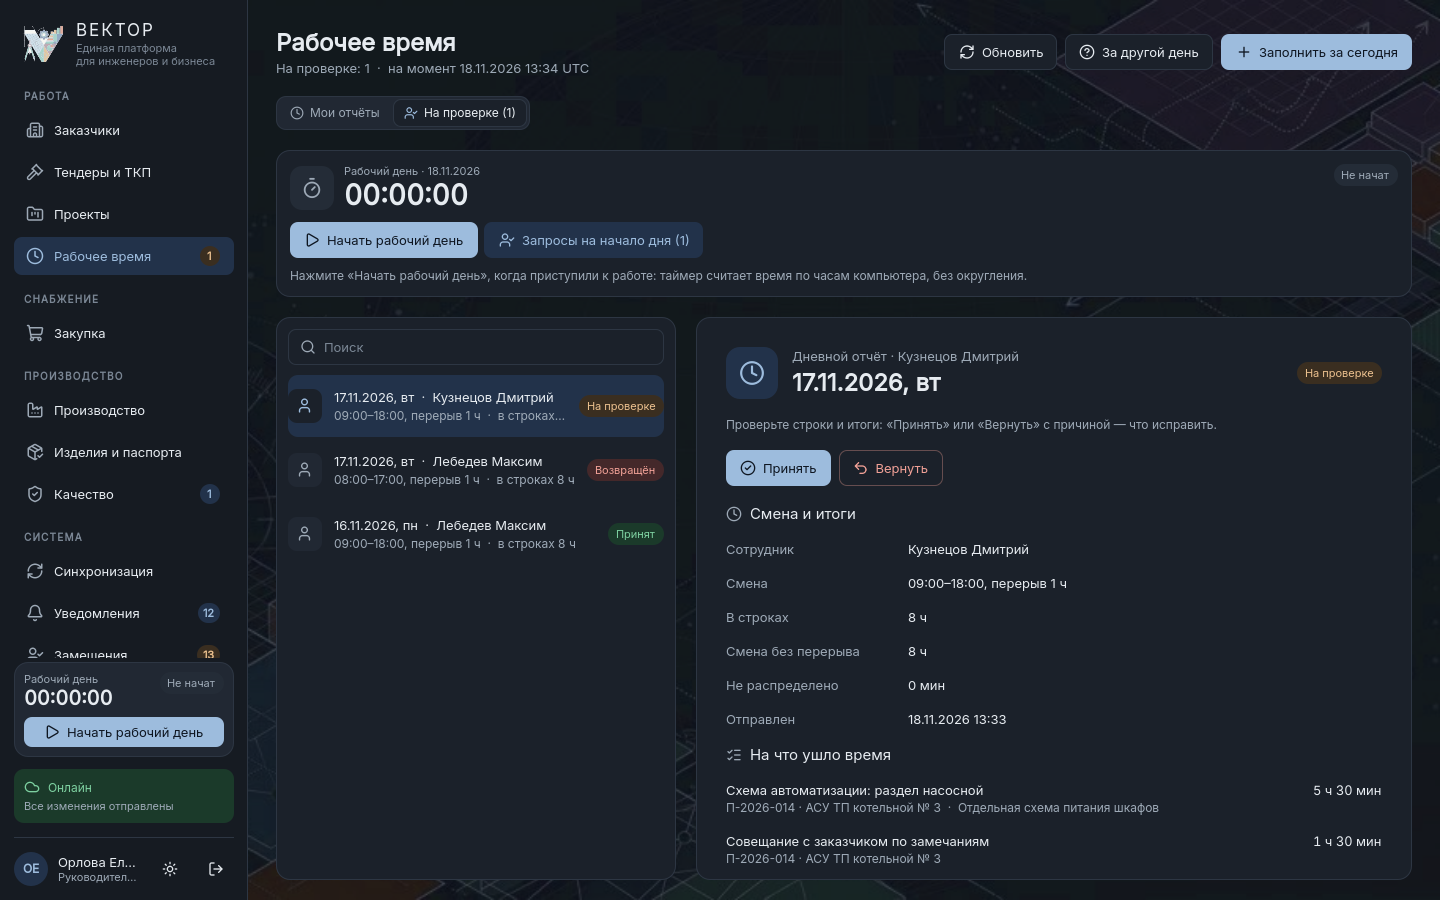 ВЕКТОР
Единая платформа
для инженеров и бизнеса
РАБОТА
Заказчики
Тендеры и ТКП
Проекты
Рабочее время 1
СНАБЖЕНИЕ
Закупка
ПРОИЗВОДСТВО
Производство
Изделия и паспорта
Качество 1
СИСТЕМА
Синхронизация
Уведомления 12
Замещения 13
Рабочий день Не начат
00:00:00
Начать рабочий день
Онлайн
Все изменения отправлены
ОЕ Орлова Ел...
Руководител...
Рабочее время
На проверке: 1 · на момент 18.11.2026 13:34 UTC
Обновить
За другой день
Заполнить за сегодня
Мои отчёты
На проверке (1)
Рабочий день · 18.11.2026
00:00:00
Не начат
Начать рабочий день
Запросы на начало дня (1)
Нажмите «Начать рабочий день», когда приступили к работе: таймер считает время по часам компьютера, без округления.
Поиск
17.11.2026, вт · Кузнецов Дмитрий
09:00–18:00, перерыв 1 ч · в строках...
На проверке
17.11.2026, вт · Лебедев Максим
08:00–17:00, перерыв 1 ч · в строках 8 ч
Возвращён
16.11.2026, пн · Лебедев Максим
09:00–18:00, перерыв 1 ч · в строках 8 ч
Принят
Дневной отчёт · Кузнецов Дмитрий
17.11.2026, вт
На проверке
Проверьте строки и итоги: «Принять» или «Вернуть» с причиной — что исправить.
Принять
Вернуть
Смена и итоги
Сотрудник Кузнецов Дмитрий
Смена 09:00–18:00, перерыв 1 ч
В строках 8 ч
Смена без перерыва 8 ч
Не распределено 0 мин
Отправлен 18.11.2026 13:33
На что ушло время
Схема автоматизации: раздел насосной 5 ч 30 мин
П-2026-014 · АСУ ТП котельной № 3 · Отдельная схема питания шкафов
Совещание с заказчиком по замечаниям 1 ч 30 мин
П-2026-014 · АСУ ТП котельной № 3